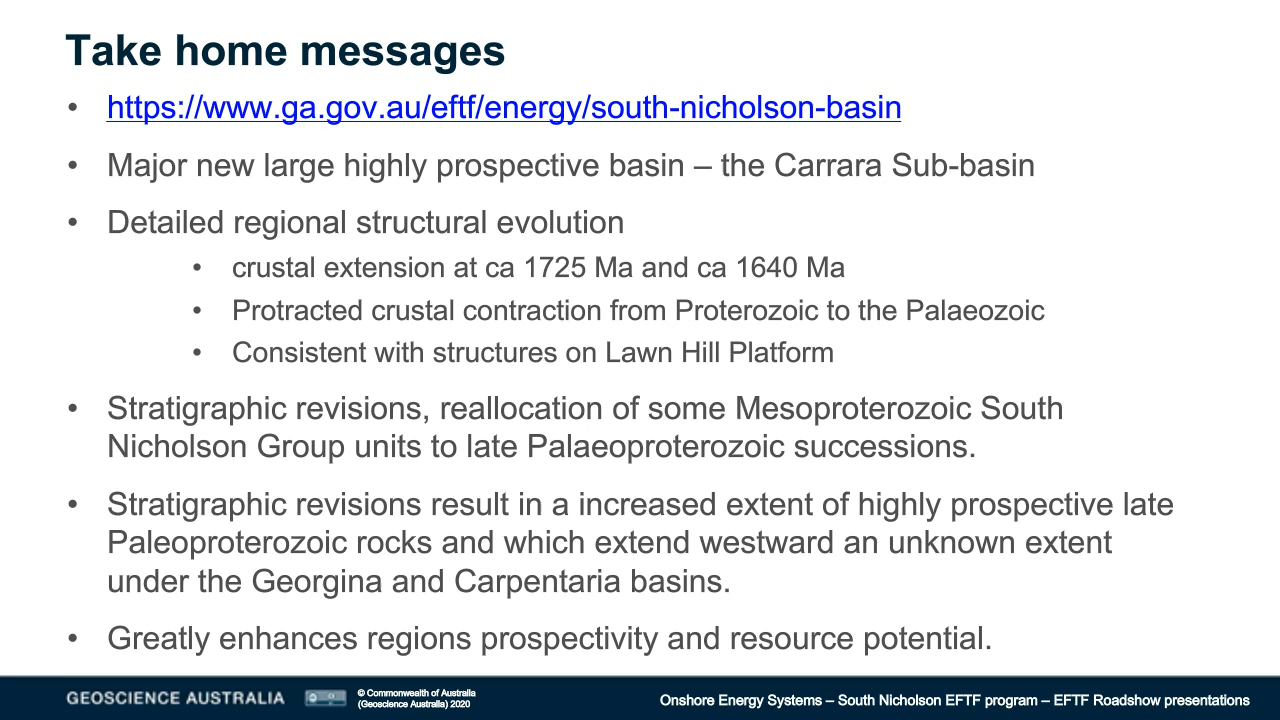 Take home messages
• https://www.ga.gov.au/eftf/energy/south-nicholson-basin
• Major new large highly prospective basin – the Carrara Sub-basin
• Detailed regional structural evolution
• crustal extension at ca 1725 Ma and ca 1640 Ma
• Protracted crustal contraction from Proterozoic to the Palaeozoic
• Consistent with structures on Lawn Hill Platform
• Stratigraphic revisions, reallocation of some Mesoproterozoic South
Nicholson Group units to late Palaeoproterozoic successions.
• Stratigraphic revisions result in a increased extent of highly prospective late
Paleoproterozoic rocks and which extend westward an unknown extent
under the Georgina and Carpentaria basins.
• Greatly enhances regions prospectivity and resource potential.
GEOSCIENCE AUSTRALIA
© Commonwealth of Australia
(Geoscience Australia) 2020
Onshore Energy Systems – South Nicholson EFTF program – EFTF Roadshow presentations